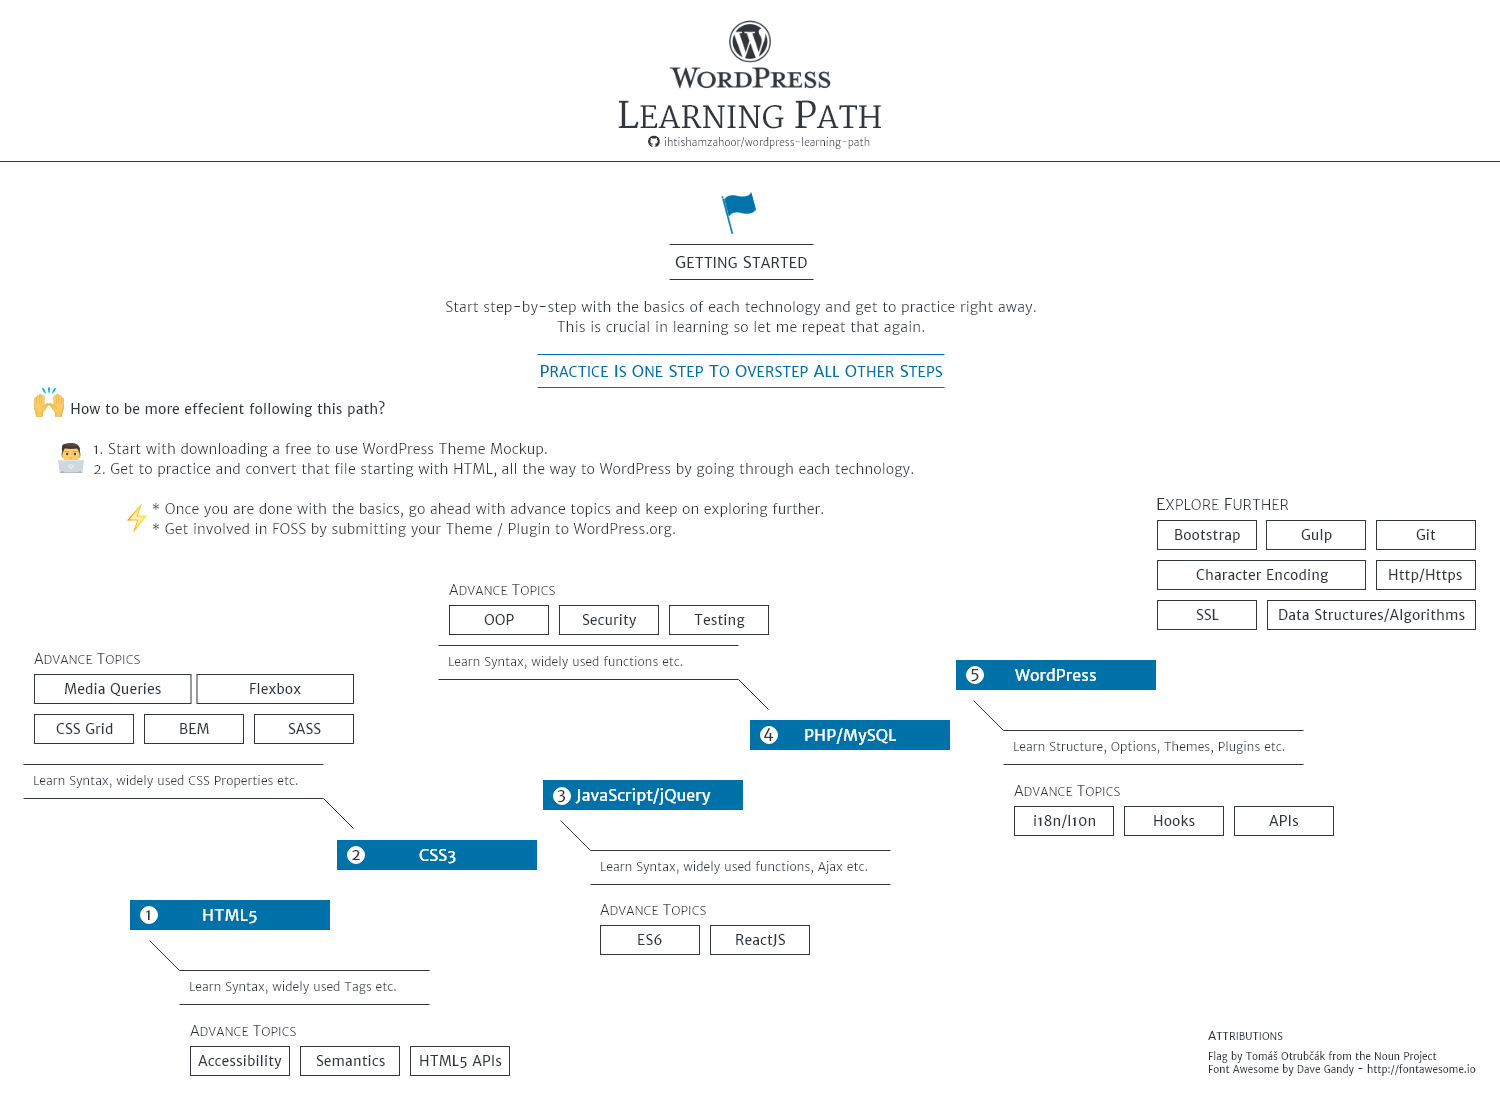 WORDPRESS
LEARNING PATH
ihtishamzahoor/wordpress-learning-path
GETTING STARTED
Start step-by-step with the basics of each technology and get to practice right away.
This is crucial in learning so let me repeat that again.
PRACTICE IS ONE STEP TO OVERSTEP ALL OTHER STEPS
How to be more effecient following this path?
1. Start with downloading a free to use WordPress Theme Mockup.
2. Get to practice and convert that file starting with HTML, all the way to WordPress by going through each technology.
* Once you are done with the basics, go ahead with advance topics and keep on exploring further.
* Get involved in FOSS by submitting your Theme / Plugin to WordPress.org.
EXPLORE FURTHER
Bootstrap Gulp Git
Character Encoding Http/Https
SSL Data Structures/Algorithms
ADVANCE TOPICS
OOP Security Testing
Learn Syntax, widely used functions etc.
4 PHP/MySQL
ADVANCE TOPICS
Media Queries Flexbox
CSS Grid BEM SASS
Learn Syntax, widely used CSS Properties etc.
2 CSS3
5 WordPress
Learn Structure, Options, Themes, Plugins etc.
ADVANCE TOPICS
i18n/l10n Hooks APIs
3 JavaScript/jQuery
Learn Syntax, widely used functions, Ajax etc.
ADVANCE TOPICS
ES6 ReactJS
1 HTML5
Learn Syntax, widely used Tags etc.
ADVANCE TOPICS
Accessibility Semantics HTML5 APIs
ATTRIBUTIONS
Flag by Tomáš Otrubčák from the Noun Project
Font Awesome by Dave Gandy - http://fontawesome.io